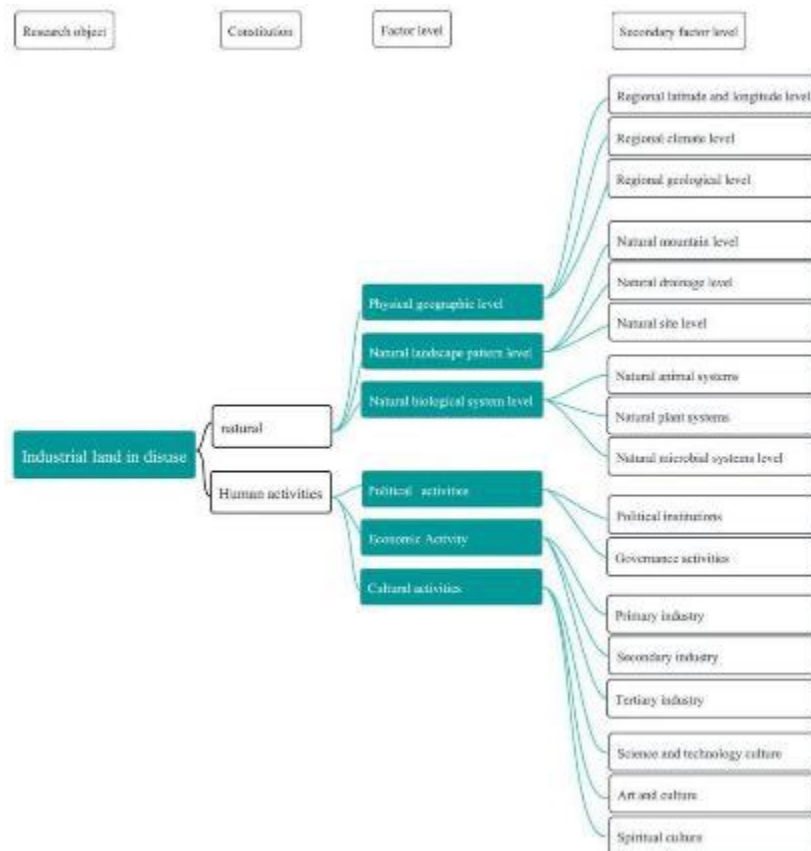 Research object
Constitution
Factor level
Secondary factor level
Regional latitude and longitude level
Regional climate level
Regional geological level
Natural mountain level
Natural drainage level
Natural site level
Physical geographic level
Natural landscape pattern level
Natural biological system level
Natural animal systems
Natural plant systems
Natural microbial systems level
natural
Industrial land in disuse
Human activities
Political activities
Economic Activity
Cultural activities
Political institutions
Governance activities
Primary industry
Secondary industry
Tertiary industry
Science and technology culture
Art and culture
Spiritual culture